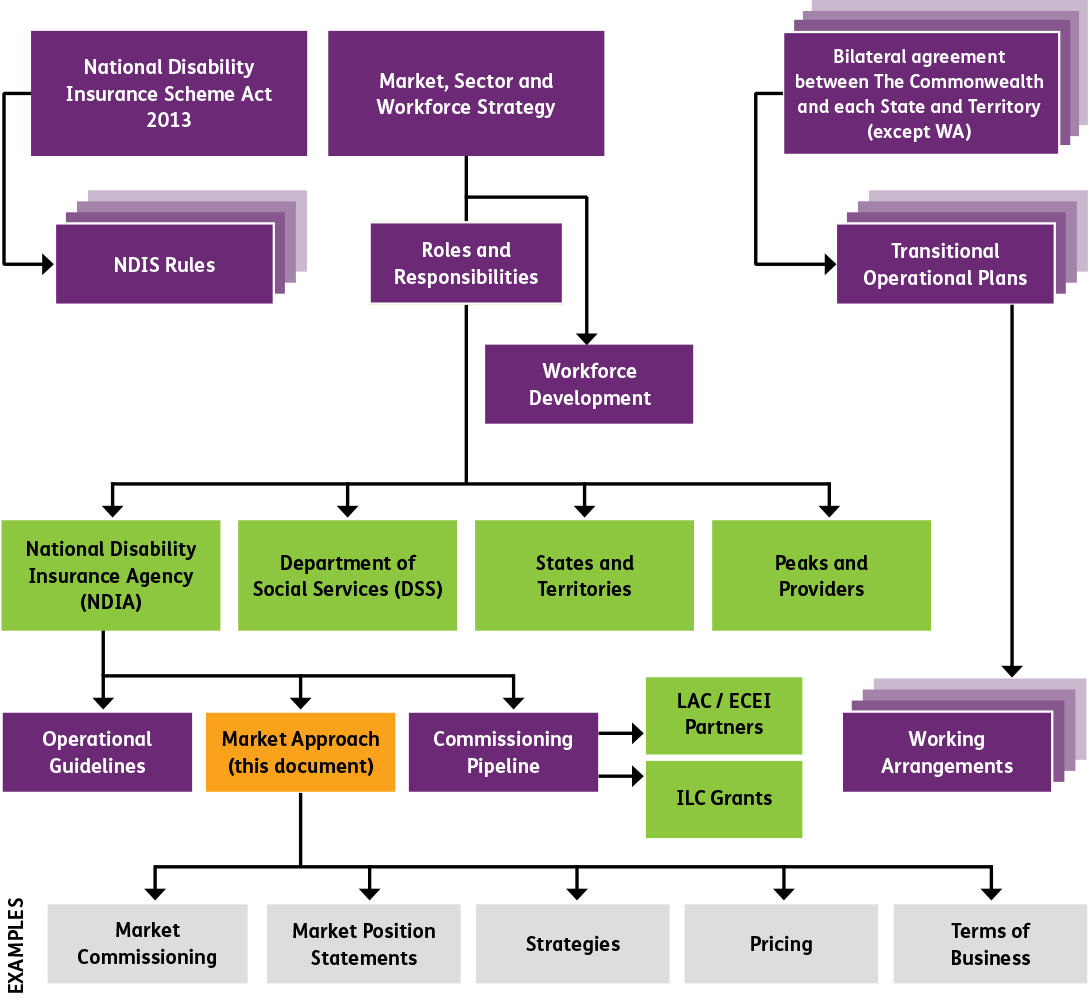 National Disability
Insurance Scheme Act
2013
Market, Sector and
Workforce Strategy
Bilateral agreement
between The Commonwealth
and each State and Territory
(except WA)
NDIS Rules
Roles and
Responsibilities
Transitional
Operational Plans
Workforce
Development
National Disability
Insurance Agency
(NDIA)
Department of
Social Services (DSS)
States and
Territories
Peaks and
Providers
Operational
Guidelines
Market Approach
(this document)
Commissioning
Pipeline
LAC / ECEI
Partners
ILC Grants
Working
Arrangements
EXAMPLES
Market
Commissioning
Market Position
Statements
Strategies
Pricing
Terms of
Business